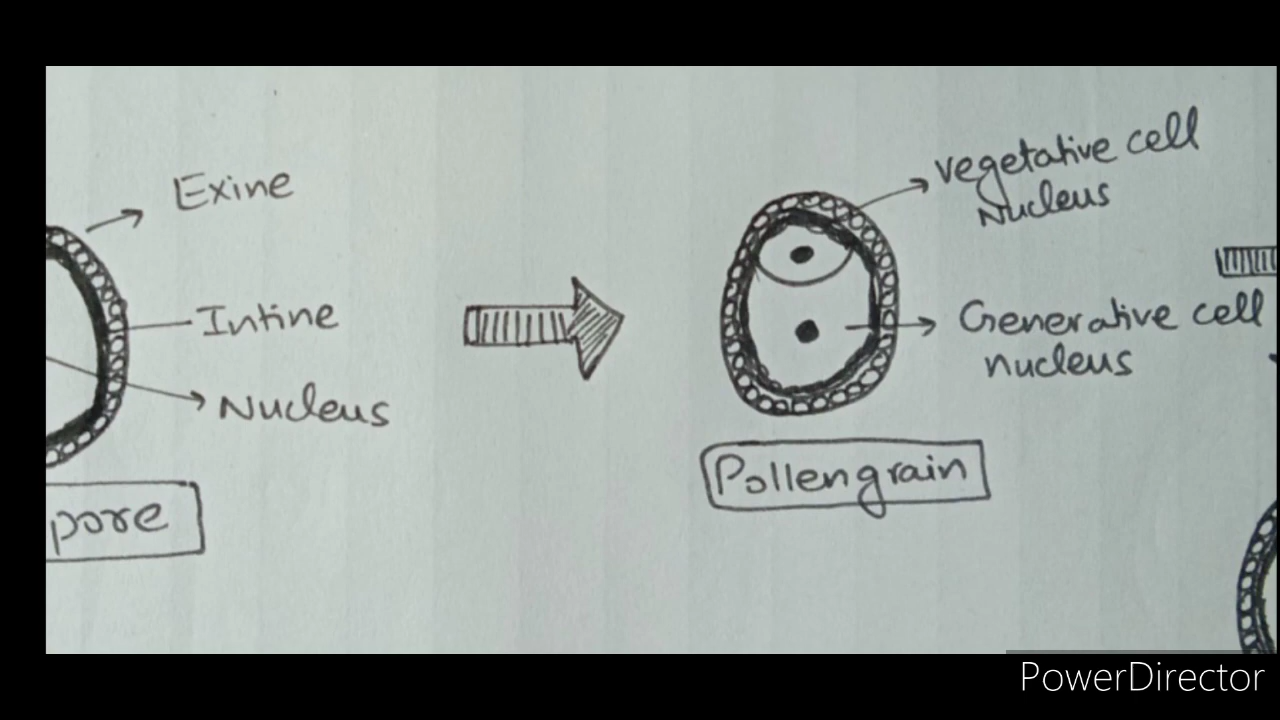 Exine
Intine
Nucleus
pore
vegetative cell
Nucleus
Generative cell
nucleus
Pollengrain
PowerDirector